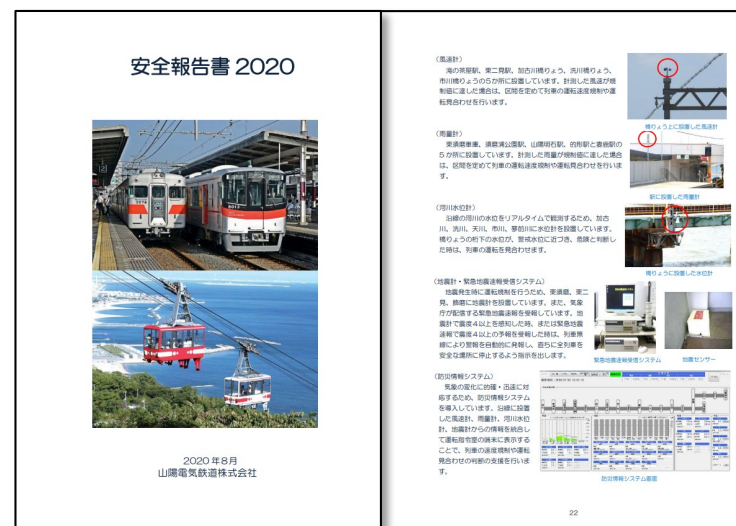 安全報告書 2020
2020年8月
山陽電気鉄道株式会社
(風速計)
滝の茶屋駅、東二見駅、加古川橋りょう、洗川橋りょう、
市川橋りょうの5か所に設置しています。計測した風速が規
制値に達した場合は、区間を定めて列車の運転速度規制や運
転見合わせを行います。
橋りょう上に設置した風速計
(雨量計)
東須磨車庫、須磨浦公園駅、山陽明石駅、的形駅と妻鹿駅の
5か所に設置しています。計測した雨量が規制値に達した場合
は、区間を定めて列車の運転速度規制や運転見合わせを行いま
す。
駅に設置した雨量計
(河川水位計)
沿線の河川の水位をリアルタイムで観測するため、加古
川、洗川、天川、市川、夢前川に水位計を設置しています。
橋りょうの桁下の水位が、警戒水位に近づき、危険と判断し
た時は、列車の運転を見合わせます。
橋りょうに設置した水位計
(地震計・緊急地震速報受信システム)
地震発生時に運転規制を行うため、東須磨、東二
見、飾磨に地震計を設置しています。また、気象
庁が配信する緊急地震速報を受報しています。地
震計で震度4以上を感知した時、または緊急地震
速報で震度4以上の予報を受報した時は、列車無
線により警報を自動的に発報し、直ちに全列車を
安全な場所に停止するよう指示を出します。
緊急地震速報受信システム
地震センサー
(防災情報システム)
気象の変化に的確・迅速に対
応するため、防災情報システム
を導入しています。沿線に設置
した風速計、雨量計、河川水位
計、地震計からの情報を統合し
て運転指令室の端末に表示する
ことで、列車の速度規制や運転
見合わせの判断の支援を行いま
す。
防災情報システム画面
22